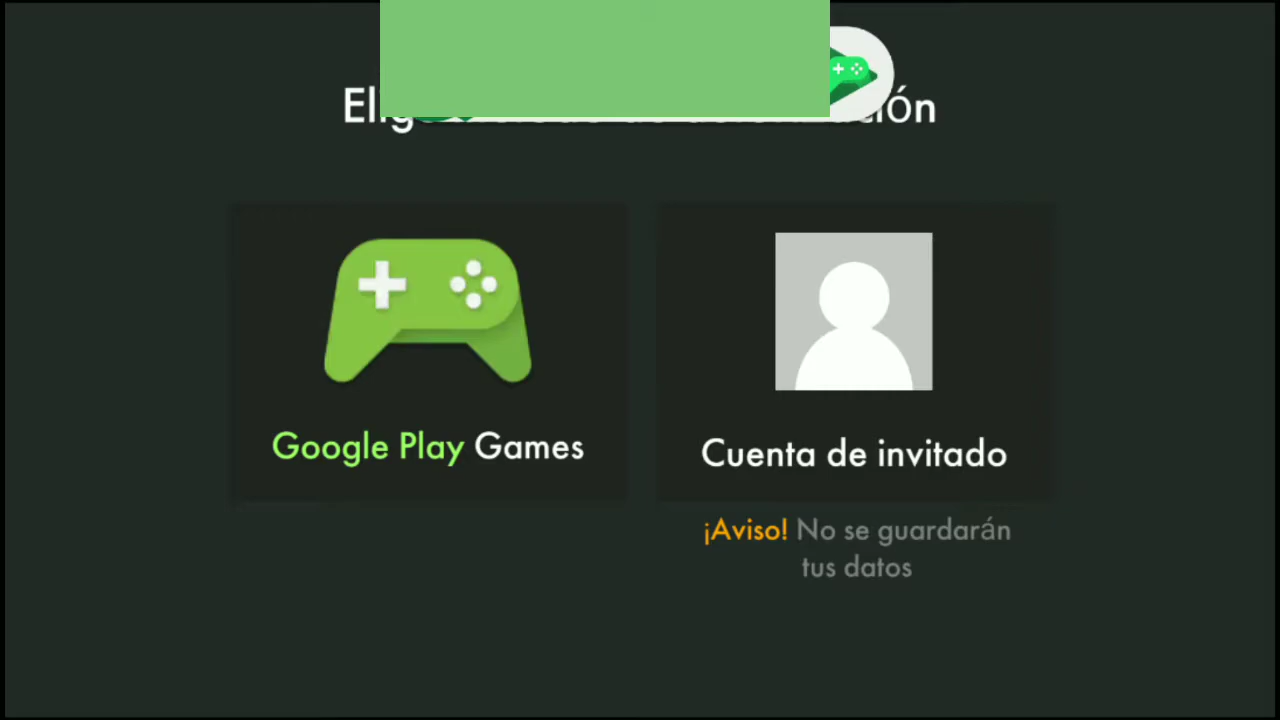 Google Play Games
Cuenta de invitado
¡Aviso! No se guardarán
tus datos